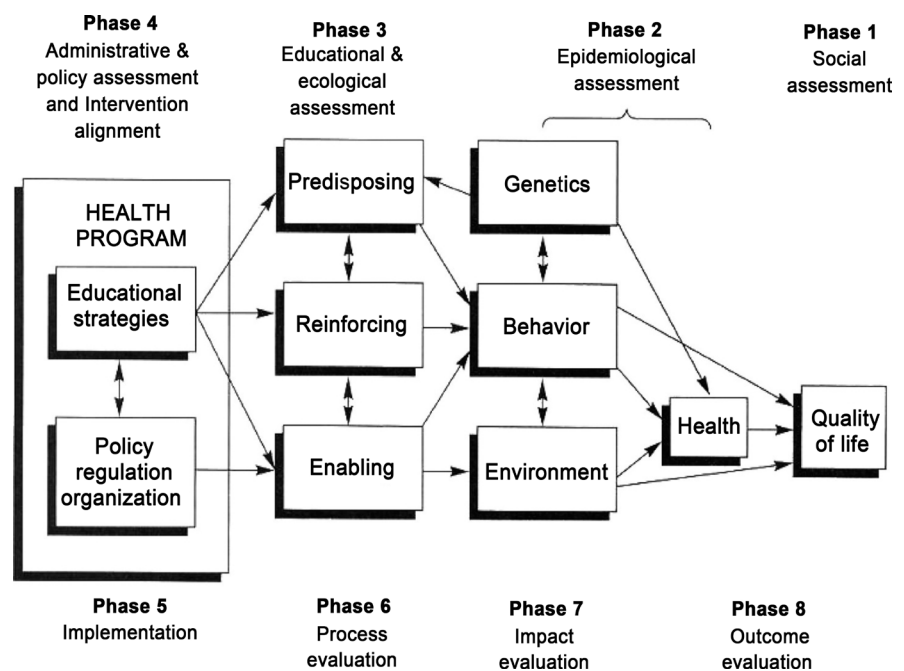 Phase 4
Administrative &
policy assessment
and Intervention
alignment
Phase 3
Educational &
ecological
assessment
Phase 2
Epidemiological
assessment
Phase 1
Social
assessment
HEALTH
PROGRAM
Educational
strategies
Policy
regulation
organization
Predisposing
Reinforcing
Enabling
Genetics
Behavior
Environment
Health
Quality
of life
Phase 5
Implementation
Phase 6
Process
evaluation
Phase 7
Impact
evaluation
Phase 8
Outcome
evaluation